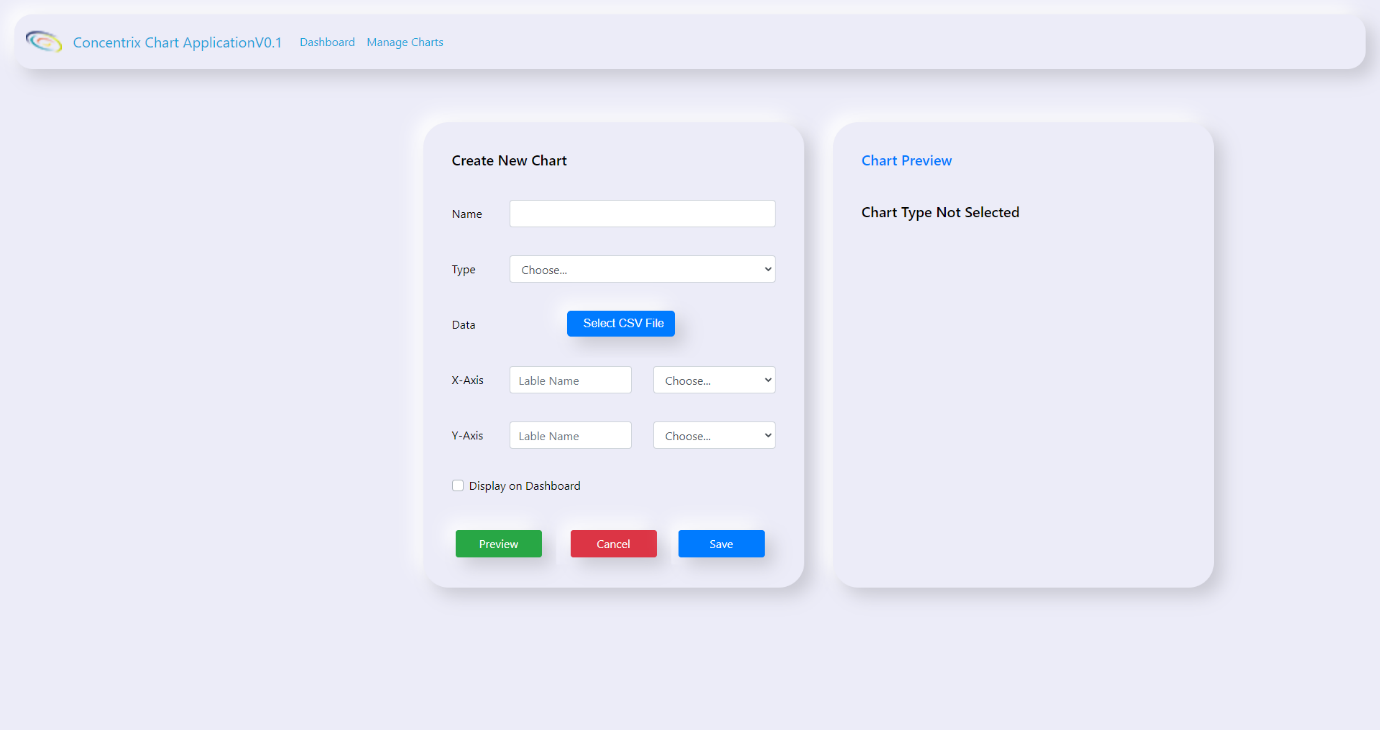 Concentrix Chart ApplicationV0.1 Dashboard Manage Charts
Create New Chart
Name
Type Choose...
Data Select CSV File
X-Axis Lable Name Choose...
Y-Axis Lable Name Choose...
Display on Dashboard
Preview Cancel Save
Chart Preview
Chart Type Not Selected